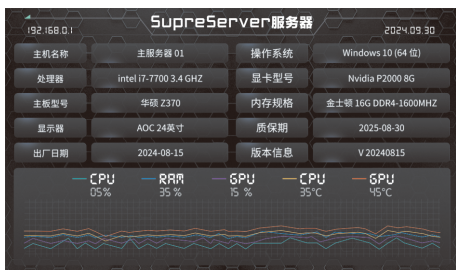 192.168.0.1
SupreServer服务器
2024.09.30
主机名称 主服务器 01 操作系统 Windows 10 (64 位)
处理器 intel i7-7700 3.4 GHZ 显卡型号 Nvidia P2000 8G
主板型号 华硕 Z370 内存规格 金士顿 16G DDR4-1600MHZ
显示器 AOC 24英寸 质保期 2025-08-30
出厂日期 2024-08-15 版本信息 V 20240815
CPU RAM GPU CPU GPU
05% 35 % 15 % 35°C 45°C